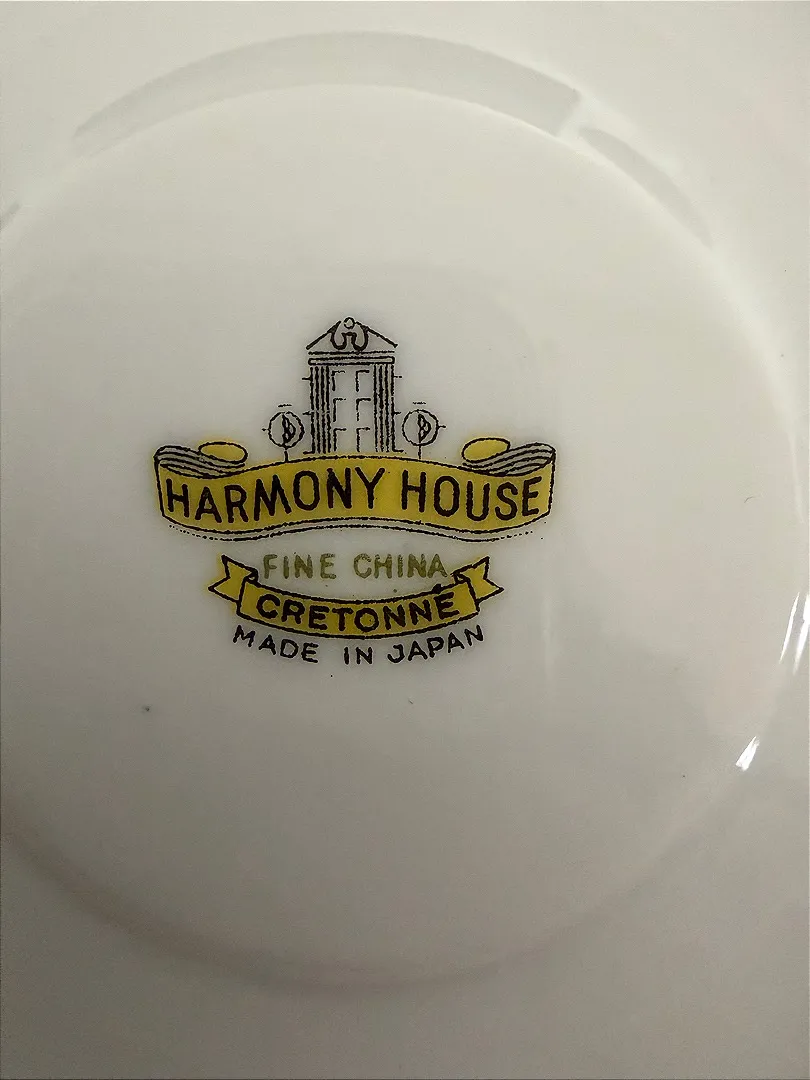 HARMONY HOUSE
FINE CHINA
CRETONNÉ
MADE IN JAPAN